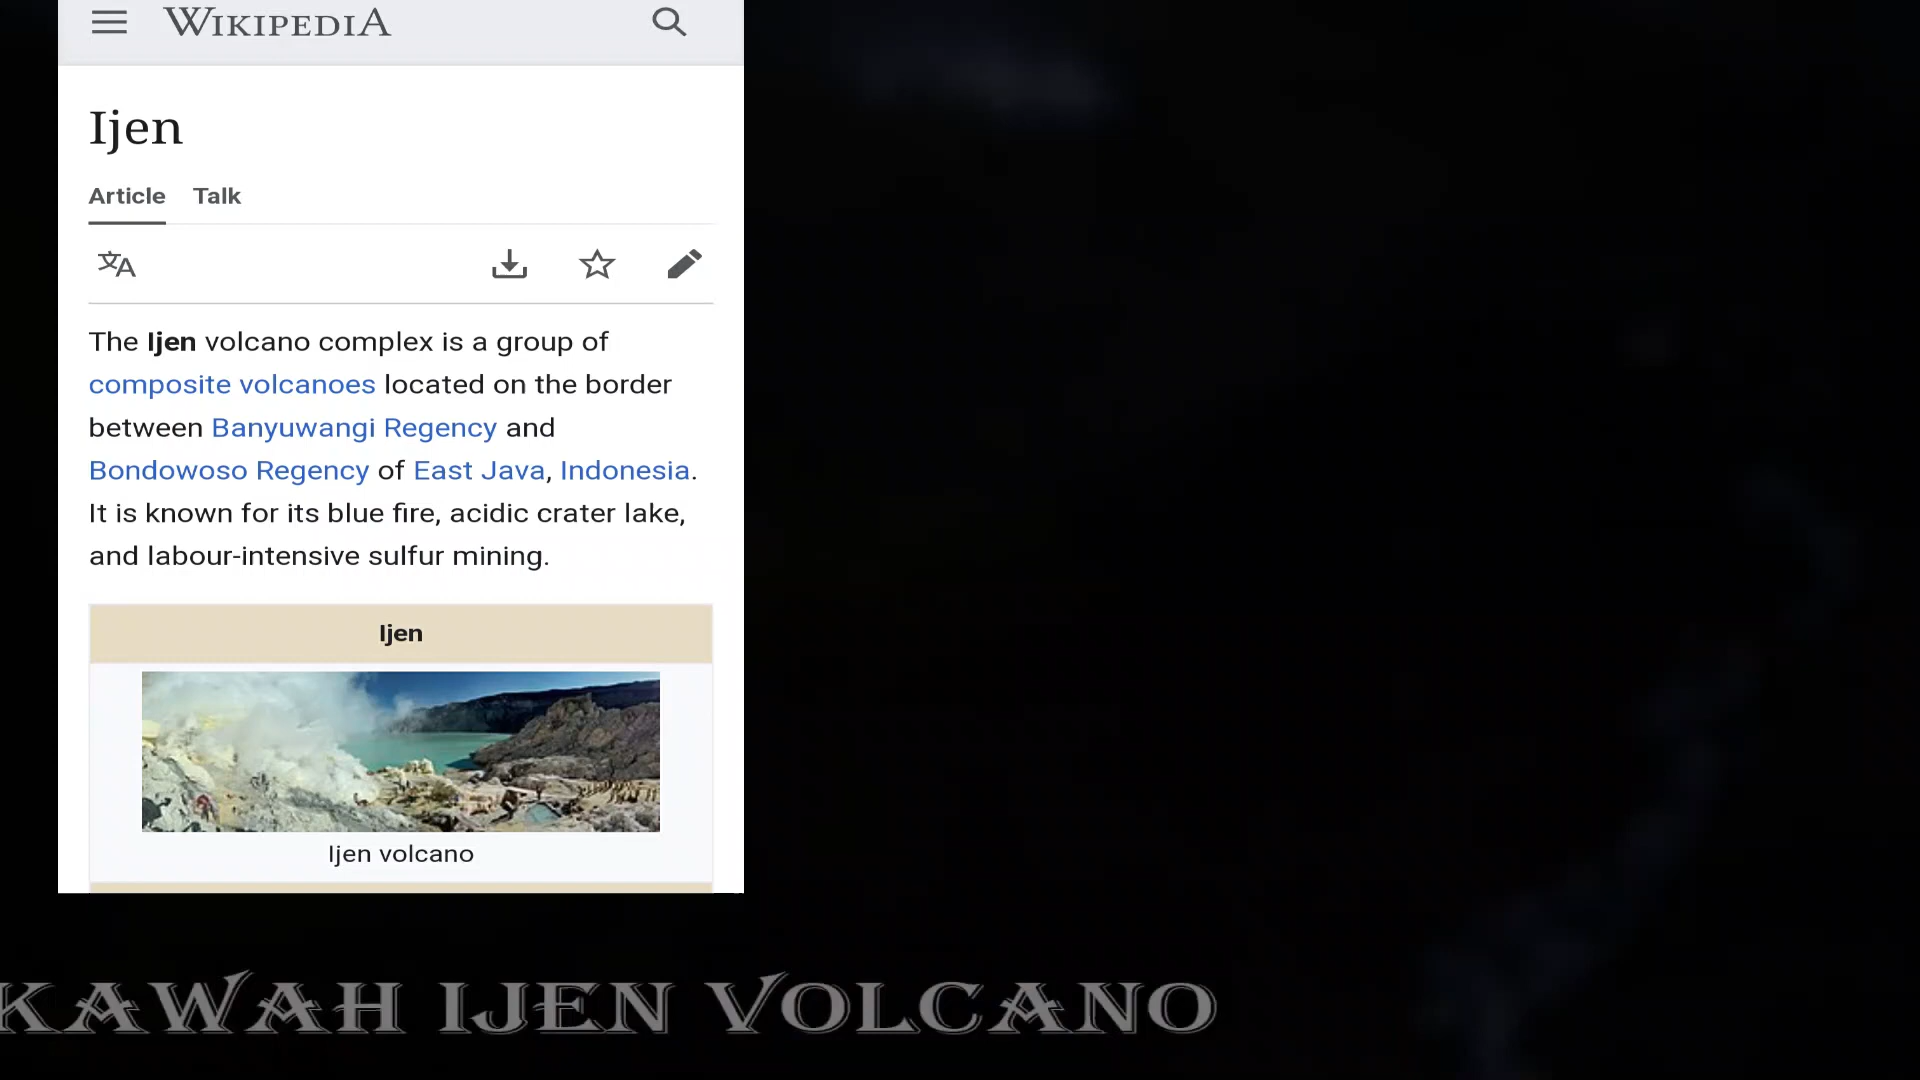 WIKIPEDIA
Ijen
Article Talk
The Ijen volcano complex is a group of
composite volcanoes located on the border
between Banyuwangi Regency and
Bondowoso Regency of East Java, Indonesia.
It is known for its blue fire, acidic crater lake,
and labour-intensive sulfur mining.
Ijen
Ijen volcano
KAWAH IJEN VOLCANO